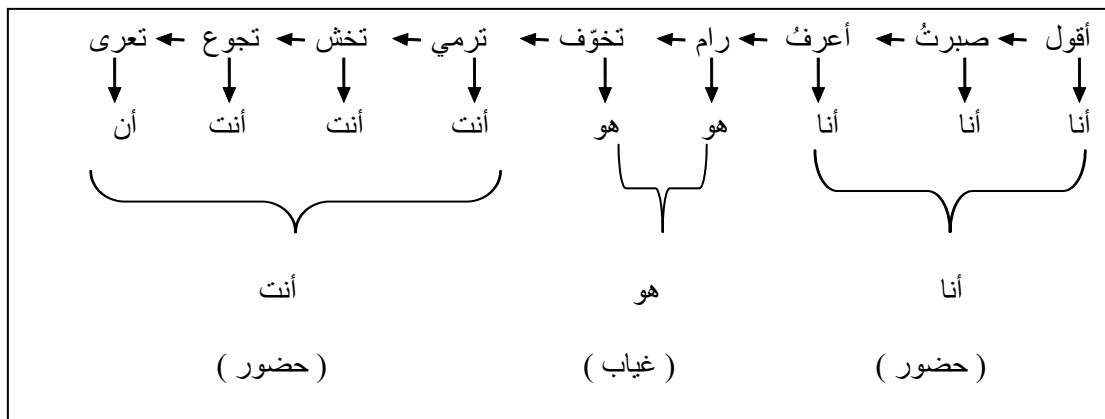 أقول صبرتُ أعرفُ رام تخوّف ترمي تخش تجوع تعرى
أنا أنا أنا هو هو أنت أنت أنت أن
أنا هو أنت
( حضور ) ( غياب ) ( حضور )